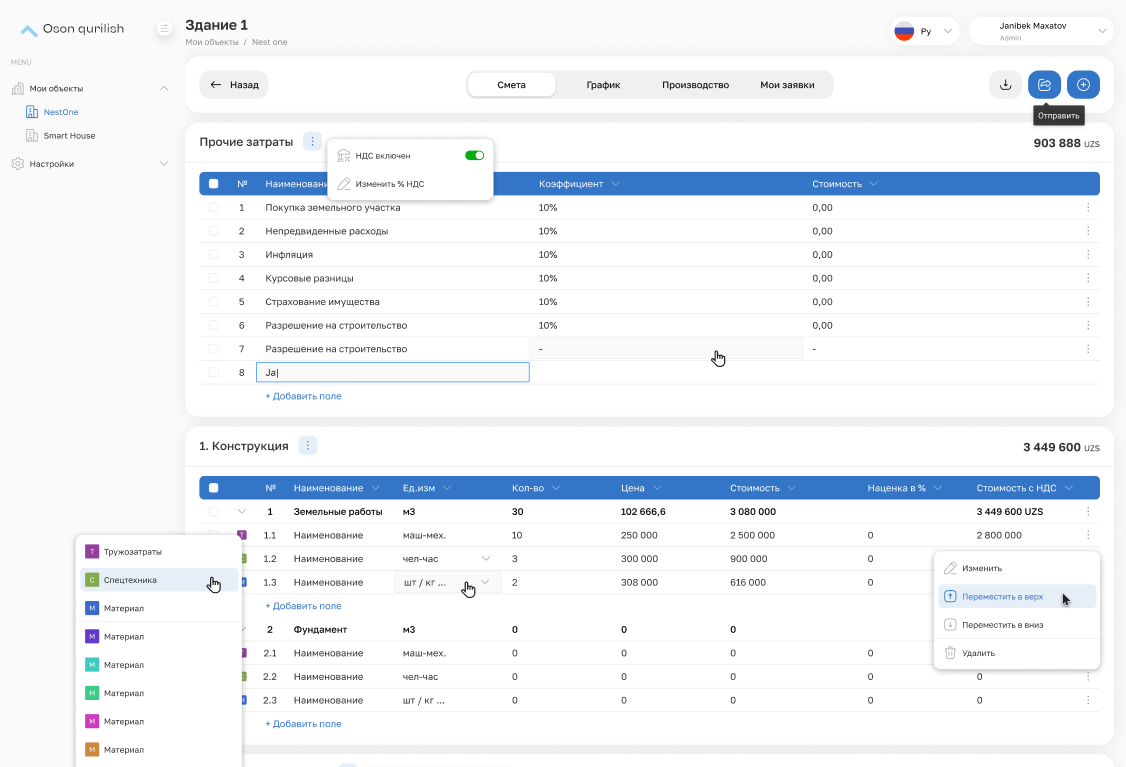 Oson qurilish
Здание 1
Мои объекты / Nest one
Ру
Janibek Maxatov
Admin
MENU
Мои объекты
NestOne
Smart House
Настройки
Назад
Смета График Производство Мои заявки
Отправить
Прочие затраты
903 888 UZS
НДС включен
Изменить % НДС
№ Коэффициент Стоимость
1 Покупка земельного участка 10% 0,00
2 Непредвиденные расходы 10% 0,00
3 Инфляция 10% 0,00
4 Курсовые разницы 10% 0,00
5 Страхование имущества 10% 0,00
6 Разрешение на строительство 10% 0,00
7 Разрешение на строительство - -
8 Ja|
+ Добавить поле
1. Конструкция
3 449 600 UZS
№ Наименование Ед.изм Кол-во Цена Стоимость Наценка в % Стоимость с НДС
1 Земельные работы м3 30 102 666,6 3 080 000 3 449 600 UZS
1.1 Наименование маш-мех. 10 250 000 2 500 000 0 2 800 000
1.2 Наименование чел-час 3 300 000 900 000 0
1.3 Наименование шт / кг ... 2 308 000 616 000 0
+ Добавить поле
2 Фундамент м3 0 0 0
2.1 Наименование маш-мех. 0 0 0 0
2.2 Наименование чел-час 0 0 0 0 0
2.3 Наименование шт / кг ... 0 0 0 0 0
+ Добавить поле
Т Тружозатраты
С Спецтехника
М Материал
М Материал
М Материал
М Материал
М Материал
М Материал
Изменить
Переместить в верх
Переместить в вниз
Удалить